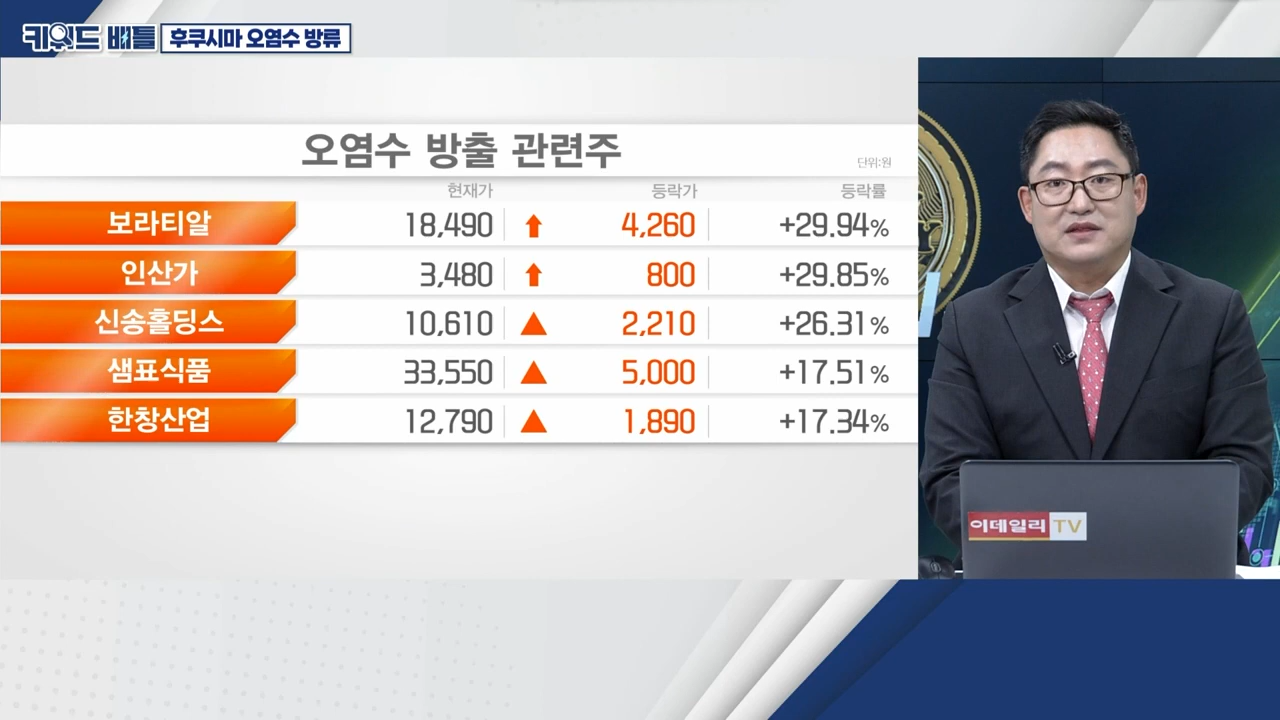 키워드 배틀 후쿠시마 오염수 방류
오염수 방출 관련주
단위:원
현재가 등락가 등락률
보라티알 18,490 4,260 +29.94%
인산가 3,480 800 +29.85%
신송홀딩스 10,610 2,210 +26.31%
샘표식품 33,550 5,000 +17.51%
한창산업 12,790 1,890 +17.34%
이데일리 TV